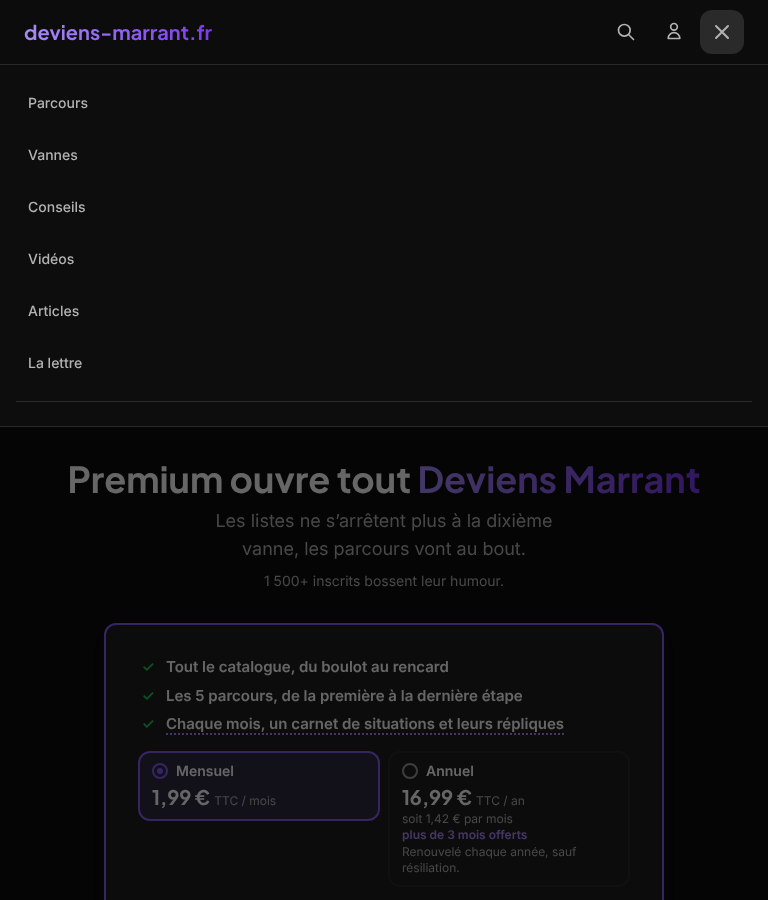 deviens-marrant.fr
Parcours
Vannes
Conseils
Vidéos
Articles
La lettre
Premium ouvre tout Deviens Marrant
Les listes ne s’arrêtent plus à la dixième
vanne, les parcours vont au bout.
1 500+ inscrits bossent leur humour.
Tout le catalogue, du boulot au rencard
Les 5 parcours, de la première à la dernière étape
Chaque mois, un carnet de situations et leurs répliques
Mensuel
1,99 € TTC / mois
Annuel
16,99 € TTC / an
soit 1,42 € par mois
plus de 3 mois offerts
Renouvelé chaque année, sauf
résiliation.